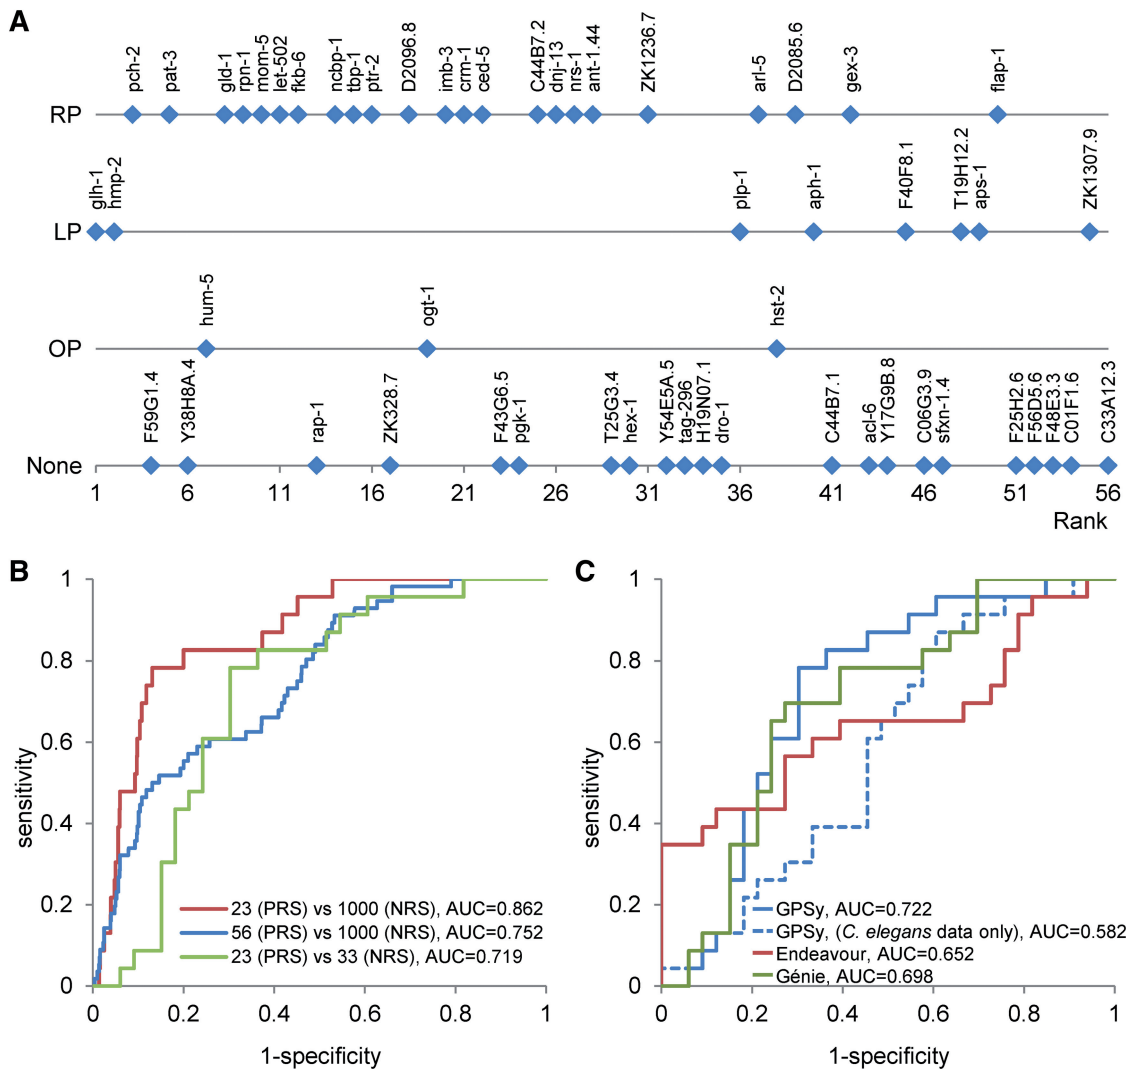 A
pch-2
pat-3
gld-1
rpn-1
mom-5
let-502
fkb-6
ncbp-1
tbp-1
ptr-2
D2096.8
imb-3
crm-1
ced-5
C44B7.2
dnj-13
nrs-1
ant-1.44
ZK1236.7
arl-5
D2085.6
gex-3
flap-1
RP
glh-1
hmp-2
plp-1
aph-1
F40F8.1
T19H12.2
aps-1
ZK1307.9
LP
hum-5
ogt-1
hst-2
OP
F59G1.4
Y38H8A.4
rap-1
ZK328.7
F43G6.5
pgk-1
T25G3.4
hex-1
Y54E5A.5
tag-296
H19N07.1
dro-1
C44B7.1
acl-6
Y17G9B.8
C06G3.9
sfxn-1.4
F25H2.6
F56D5.6
F48E3.3
C01F1.6
C33A12.3
None
1 6 11 16 21 26 31 36 41 46 51 56
Rank
B
1
0.8
0.6
0.4
0.2
0
sensitivity
23 (PRS) vs 1000 (NRS), AUC=0.862
56 (PRS) vs 1000 (NRS), AUC=0.752
23 (PRS) vs 33 (NRS), AUC=0.719
0 0.2 0.4 0.6 0.8 1
1-specificity
C
1
0.8
0.6
0.4
0.2
0
sensitivity
GPSy, AUC=0.722
GPSy, (C. elegans data only), AUC=0.582
Endeavour, AUC=0.652
Génie, AUC=0.698
0 0.2 0.4 0.6 0.8 1
1-specificity